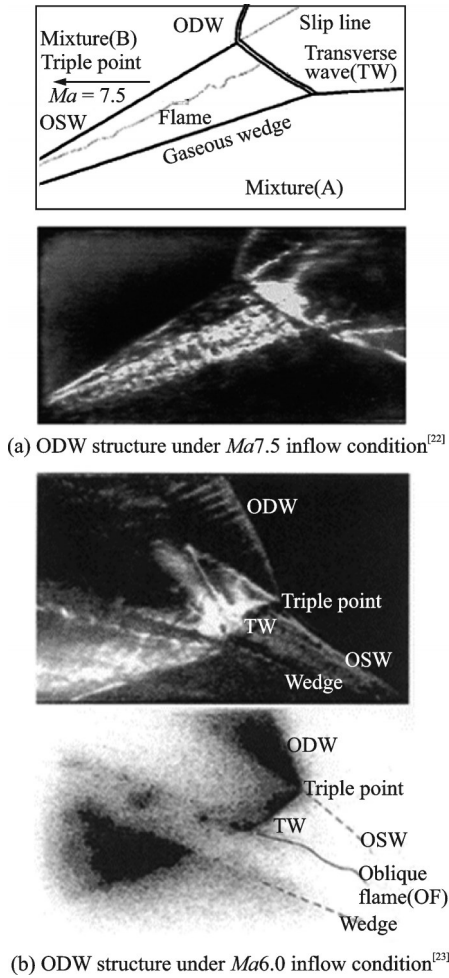 ODW
Slip line
Mixture(B)
Triple point
Transverse
wave(TW)
Ma = 7.5
OSW
Flame
Gaseous wedge
Mixture(A)
(a) ODW structure under Ma7.5 inflow condition[22]
ODW
Triple point
TW
OSW
Wedge
ODW
Triple point
TW
OSW
Oblique
flame(OF)
Wedge
(b) ODW structure under Ma6.0 inflow condition[23]